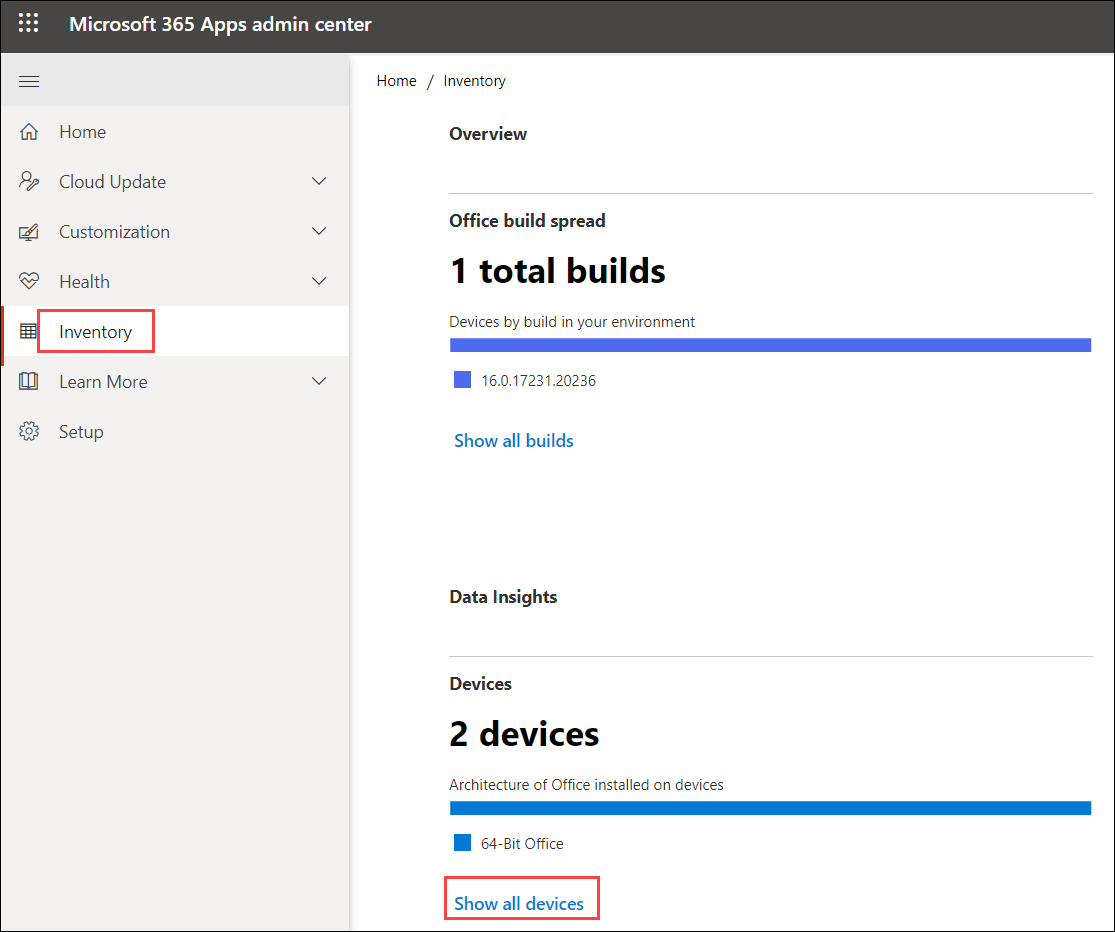 Microsoft 365 Apps admin center
Home
Cloud Update
Customization
Health
Inventory
Learn More
Setup
Home / Inventory
Overview
Office build spread
1 total builds
Devices by build in your environment
16.0.17231.20236
Show all builds
Data Insights
Devices
2 devices
Architecture of Office installed on devices
64-Bit Office
Show all devices